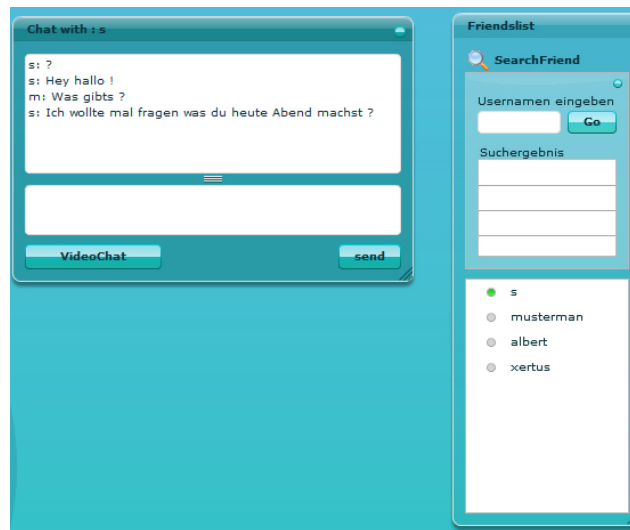 Chat with : s
s: ?
s: Hey hallo !
m: Was gibts ?
s: Ich wollte mal fragen was du heute Abend machst ?
VideoChat
send
Friendslist
SearchFriend
Usernamen eingeben
Go
Suchergebnis
s
musterman
albert
xertus